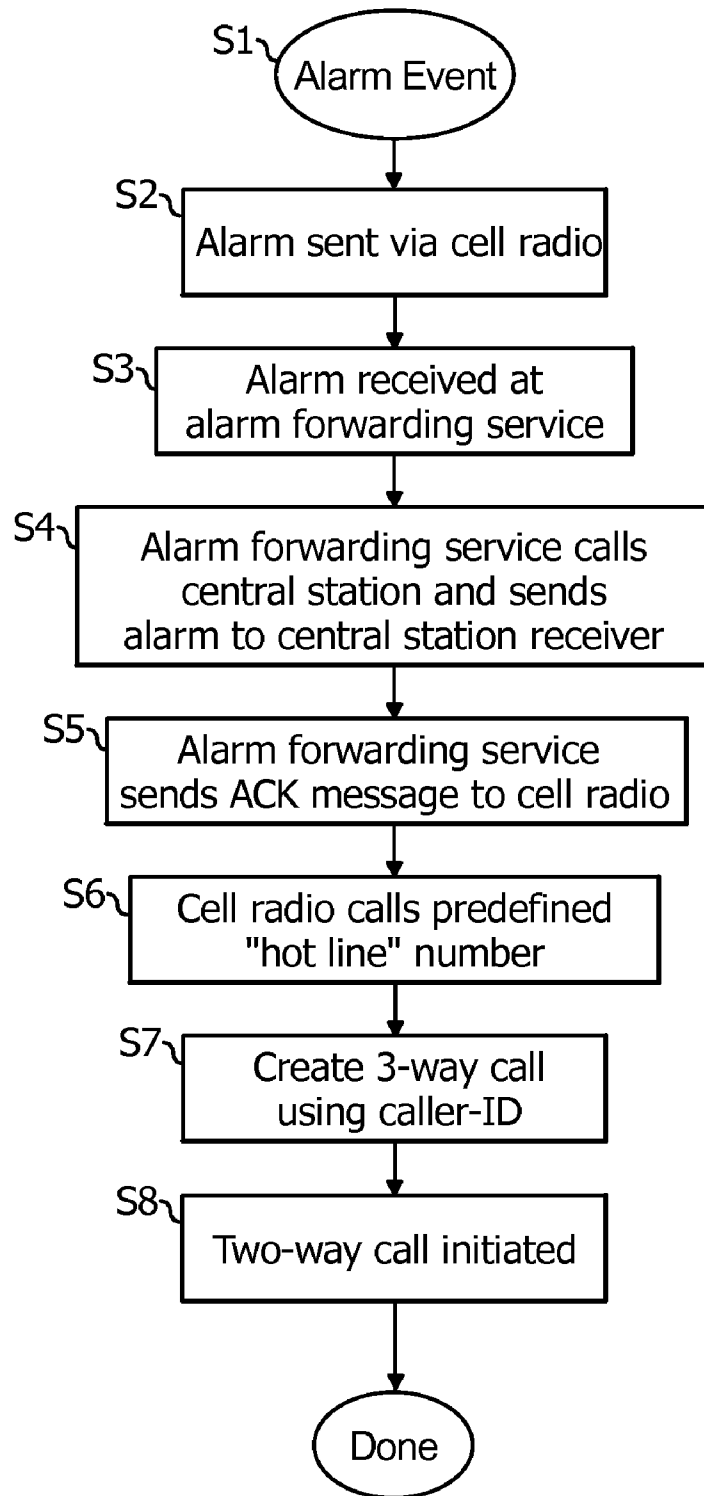 S1
Alarm Event
S2
Alarm sent via cell radio
S3
Alarm received at
alarm forwarding service
S4
Alarm forwarding service calls
central station and sends
alarm to central station receiver
S5
Alarm forwarding service
sends ACK message to cell radio
S6
Cell radio calls predefined
"hot line" number
S7
Create 3-way call
using caller-ID
S8
Two-way call initiated
Done